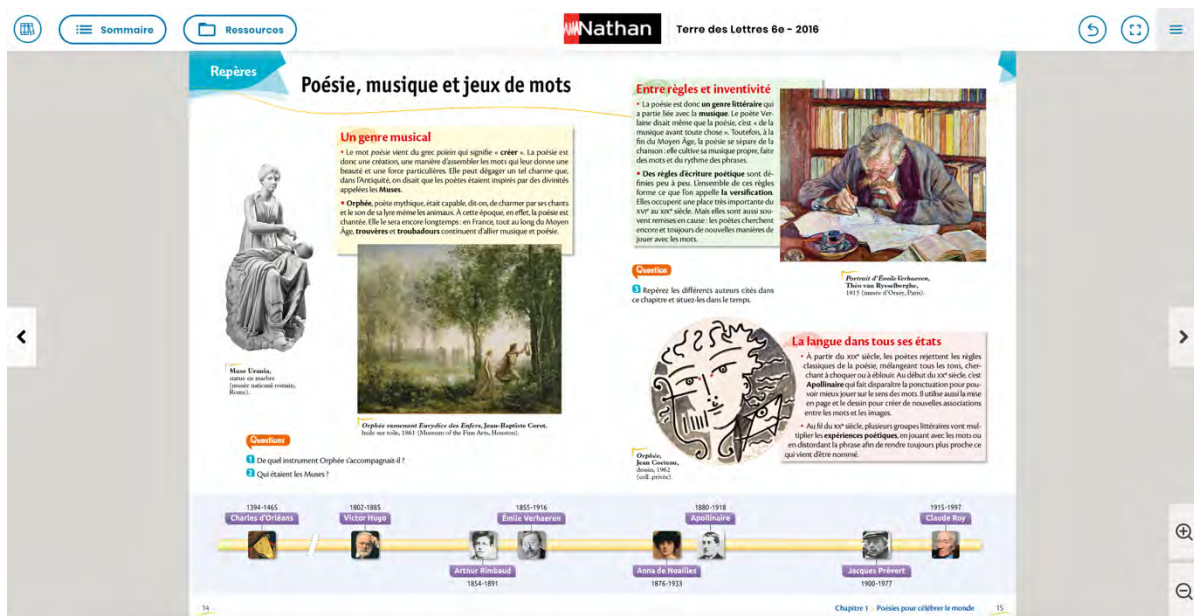 Sommaire
Ressources
Nathan
Terre des Lettres 6e - 2016
Repères
Poésie, musique et jeux de mots
Un genre musical
• Le mot poésie vient du grec poiein qui signifie « créer ». La poésie est
donc une création, une manière d'assembler les mots qui leur donne une
beauté et une force particulières. Elle peut dégager un tel charme que,
dans l'Antiquité, on disait que les poètes étaient inspirés par des divinités
appelées les Muses.
• Orphée, poète mythique, était capable, dit-on, de charmer par ses chants
et le son de sa lyre même les animaux. À cette époque, en effet, la poésie est
chantée. Elle le sera encore longtemps : en France, tout au long du Moyen
Âge, trouvères et troubadours continuent d'allier musique et poésie.
Muse Urania,
statue en marbre
(musée national romain,
Rome).
Orphée ramenant Eurydice des Enfers, Jean-Baptiste Corot,
huile sur toile, 1861 (Museum of the Fine Arts, Houston).
Questions
1 De quel instrument Orphée s'accompagnait-il ?
2 Qui étaient les Muses ?
Entre règles et inventivité
• La poésie est donc un genre littéraire qui
a partie liée avec la musique. Le poète Ver-
laine disait même que la poésie, c'est « de la
musique avant toute chose ». Toutefois, à la
fin du Moyen Âge, la poésie se sépare de la
chanson : elle cultive sa musique propre, faite
des mots et du rythme des phrases.
• Des règles d'écriture poétique sont dé-
finies peu à peu. L'ensemble de ces règles
forme ce que l'on appelle la versification.
Elles occupent une place très importante du
XVIe au XIXe siècle. Mais elles sont aussi sou-
vent remises en cause : les poètes cherchent
encore et toujours de nouvelles manières de
jouer avec les mots.
Question
3 Repérez les différents auteurs cités dans
ce chapitre et situez-les dans le temps.
Portrait d'Émile Verhaeren,
Théo van Rysselberghe,
1915 (musée d'Orsay, Paris).
La langue dans tous ses états
• À partir du XIXe siècle, les poètes rejettent les règles
classiques de la poésie, mélangeant tous les tons, cher-
chant à choquer ou à éblouir. Au début du XXe siècle, c'est
Apollinaire qui fait disparaître la ponctuation pour pou-
voir mieux jouer sur le sens des mots. Il utilise aussi la mise
en page et le dessin pour créer de nouvelles associations
entre les mots et les images.
• Au fil du XXe siècle, plusieurs groupes littéraires vont mul-
tiplier les expériences poétiques, en jouant avec les mots ou
en distordant la phrase afin de rendre toujours plus proche ce
qui vient d'être nommé.
Orphée,
Jean Cocteau,
dessin, 1962
(coll. privée).
1394-1465
Charles d'Orléans
1802-1885
Victor Hugo
Arthur Rimbaud
1854-1891
1855-1916
Émile Verhaeren
Anna de Noailles
1876-1933
1880-1918
Apollinaire
Jacques Prévert
1900-1977
1915-1997
Claude Roy
14
Chapitre 1 Poésies pour célébrer le monde 15